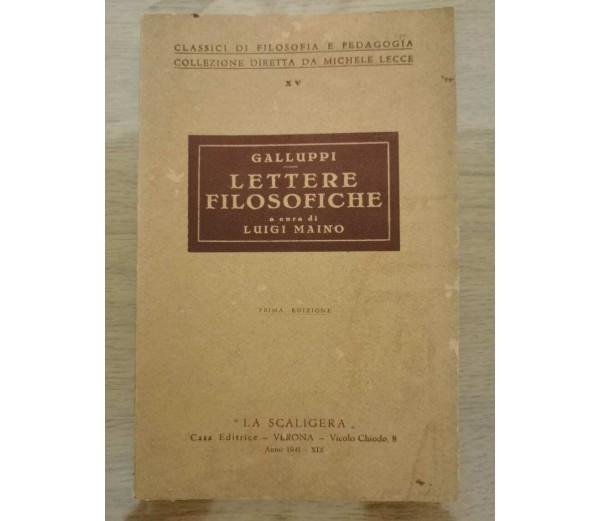 CLASSICI DI FILOSOFIA E PEDAGOGIA
COLLEZIONE DIRETTA DA MICHELE LECCE
XV
GALLUPPI
LETTERE
FILOSOFICHE
a cura di
LUIGI MAINO
PRIMA EDIZIONE
"LA SCALIGERA„
Casa Editrice - VERONA - Vicolo Chiodo, 8
Anno 1941 - XIX